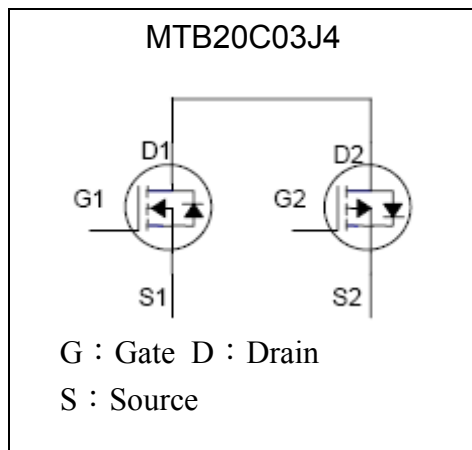 MTB20C03J4
D1 D2
G1 G2
S1 S2
G：Gate D：Drain
S：Source